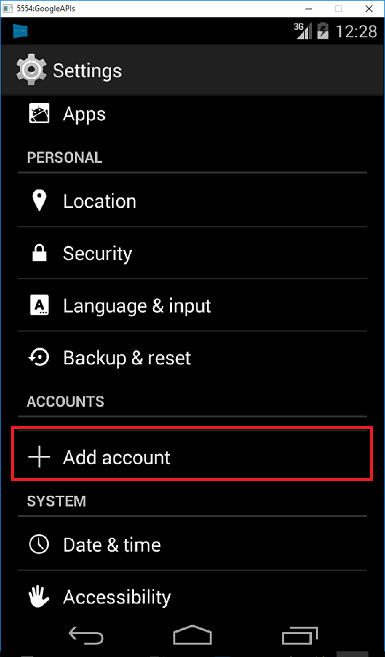 5554:GoogleAPIs
3G 12:28
Settings
Apps
PERSONAL
Location
Security
A Language & input
Backup & reset
ACCOUNTS
Add account
SYSTEM
Date & time
Accessibility